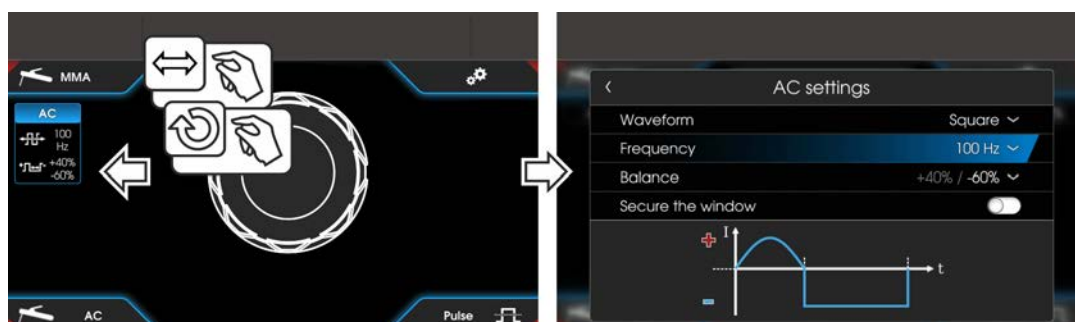 MMA
AC
100
Hz
+40%
-60%
AC
Pulse
AC settings
Waveform Square
Frequency 100 Hz
Balance +40% / -60%
Secure the window
I
t